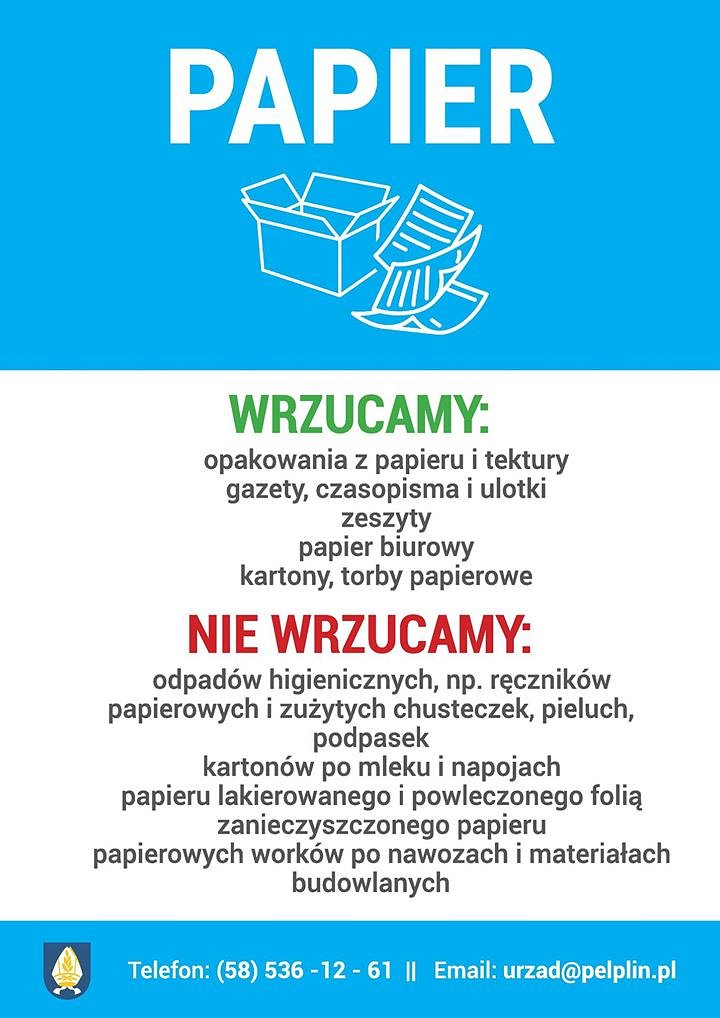 PAPIER
WRZUCAMY:
opakowania z papieru i tektury
gazety, czasopisma i ulotki
zeszyty
papier biurowy
kartony, torby papierowe
NIE WRZUCAMY:
odpadów higienicznych, np. ręczników
papierowych i zużytych chusteczek, pieluch,
podpasek
kartonów po mleku i napojach
papieru lakierowanego i powleczonego folią
zanieczyszczonego papieru
papierowych worków po nawozach i materiałach
budowlanych
Telefon: (58) 536 -12 - 61 || Email: urzad@pelplin.pl